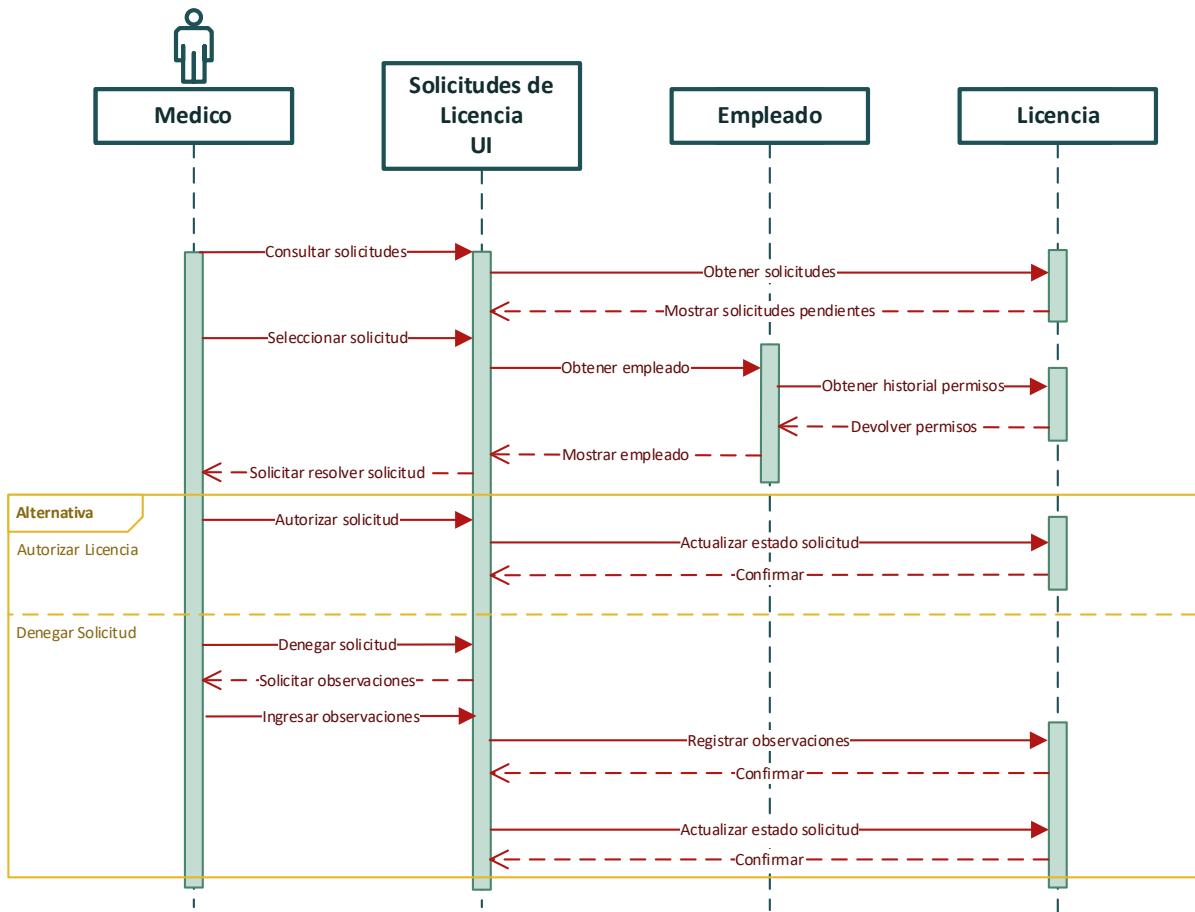 Medico
Solicitudes de
Licencia
UI
Empleado
Licencia
Consultar solicitudes
Obtener solicitudes
Mostrar solicitudes pendientes
Seleccionar solicitud
Obtener empleado
Obtener historial permisos
Devolver permisos
Mostrar empleado
Solicitar resolver solicitud
Alternativa
Autorizar solicitud
Autorizar Licencia
Actualizar estado solicitud
Confirmar
Denegar Solicitud
Denegar solicitud
Solicitar observaciones
Ingresar observaciones
Registrar observaciones
Confirmar
Actualizar estado solicitud
Confirmar